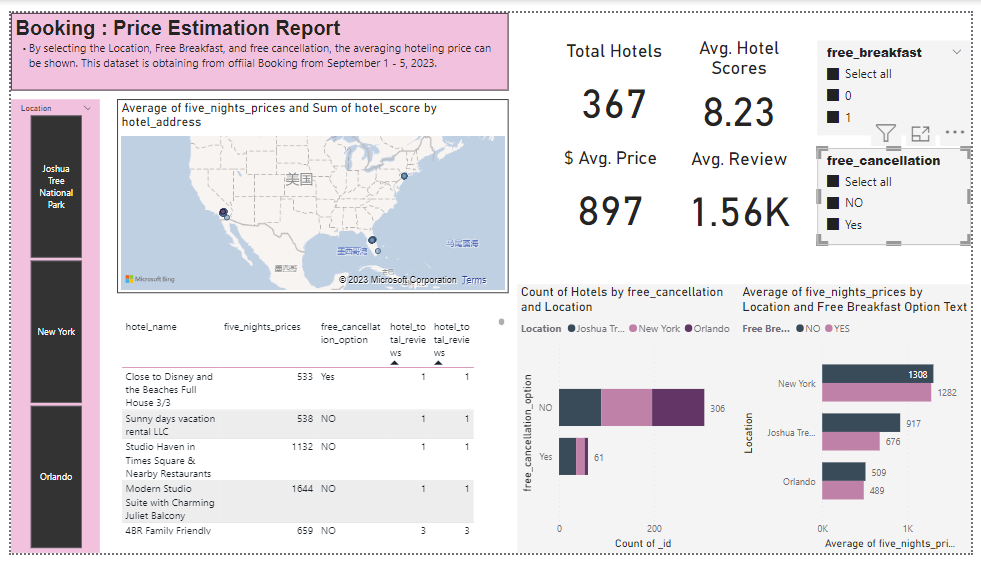 Booking : Price Estimation Report
• By selecting the Location, Free Breakfast, and free cancellation, the averaging hoteling price can
be shown. This dataset is obtaining from offiial Booking from September 1 - 5, 2023.
Location
Joshua
Tree
National
Park
New York
Orlando
Average of five_nights_prices and Sum of hotel_score by
hotel_address
美国
墨西哥湾
马尾藻海
墨西哥
Microsoft Bing
© 2023 Microsoft Corporation Terms
hotel_name five_nights_prices free_cancellat
ion_option hotel_to
tal_revie
ws hotel_to
tal_revie
ws
Close to Disney and
the Beaches Full
House 3/3 533 Yes 1 1
Sunny days vacation
rental LLC 538 NO 1 1
Studio Haven in
Times Square &
Nearby Restaurants 1132 NO 1 1
Modern Studio
Suite with Charming
Juliet Balcony 1644 NO 1 1
4BR Family Friendly 659 NO 3 3
Total Hotels
367
Avg. Hotel
Scores
8.23
$ Avg. Price
897
Avg. Review
1.56K
free_breakfast
Select all
0
1
free_cancellation
Select all
NO
Yes
Count of Hotels by free_cancellation
and Location
Location Joshua Tr... New York Orlando
free_cancellation_option
NO 306
Yes 61
0 200
Count of _id
Average of five_nights_prices by
Location and Free Breakfast Option Text
Free Bre... NO YES
Location
New York 1308
1282
Joshua Tre... 917
676
Orlando 509
489
0K 1K
Average of five_nights_pri...